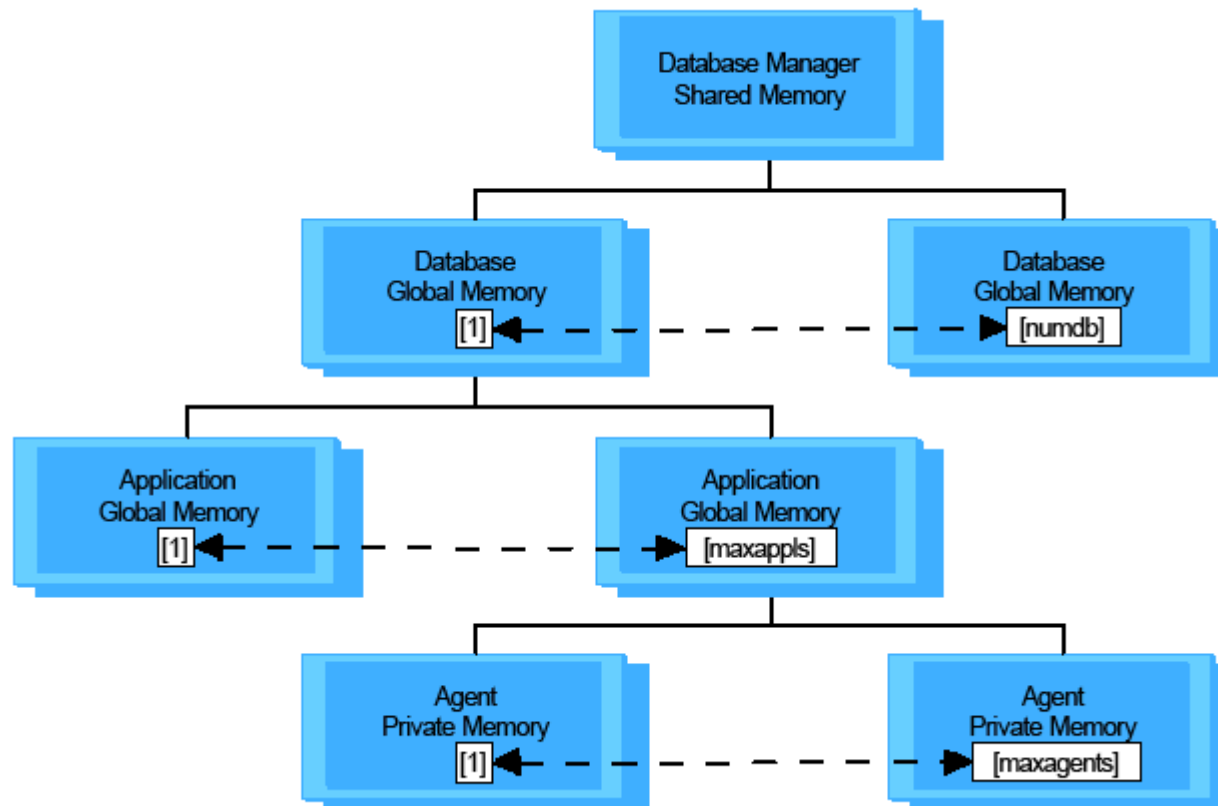 Database Manager
Shared Memory
Database
Global Memory
[1]
Database
Global Memory
[numdb]
Application
Global Memory
[1]
Application
Global Memory
[maxappls]
Agent
Private Memory
[1]
Agent
Private Memory
[maxagents]